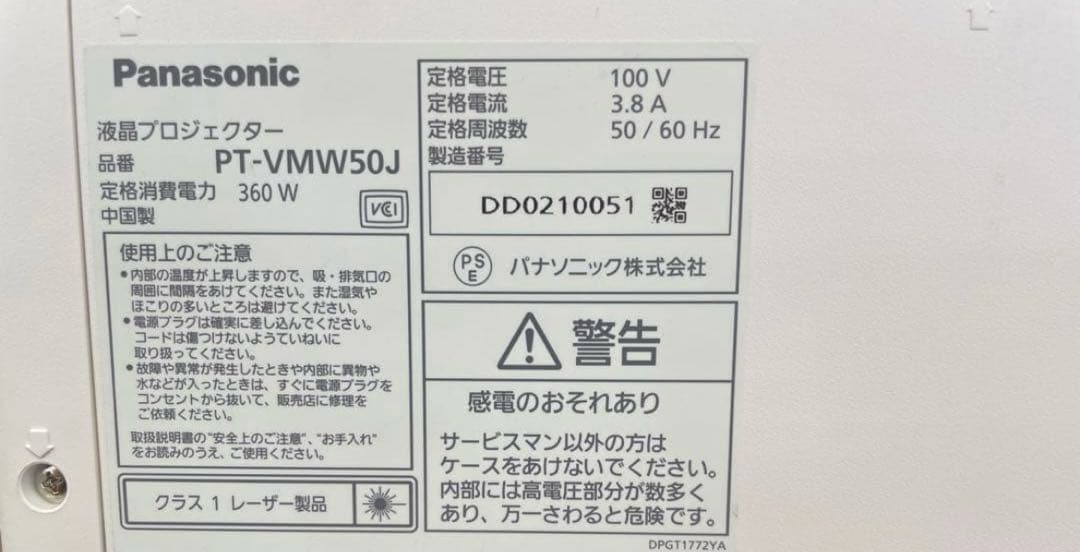 Panasonic
液晶プロジェクター
品番 PT-VMW50J
定格消費電力 360 W
中国製
VCCI
使用上のご注意
•内部の温度が上昇しますので、吸・排気口の
周囲に間隔をあけてください。また湿気や
ほこりの多いところは避けてください。
•電源プラグは確実に差し込んでください。
コードは傷つけないようていねいに
取り扱ってください。
•故障や異常が発生したときや内部に異物や
水などが入ったときは、すぐに電源プラグを
コンセントから抜いて、販売店に修理を
ご依頼ください。
取扱説明書の"安全上のご注意"、"お手入れ"
をお読みのうえ、ご使用ください。
クラス 1 レーザー製品
定格電圧 100 V
定格電流 3.8 A
定格周波数 50 / 60 Hz
製造番号
DD0210051
PS
E
パナソニック株式会社
警告
感電のおそれあり
サービスマン以外の方は
ケースをあけないでください。
内部には高電圧部分が数多く
あり、万一さわると危険です。
DPGT1772YA